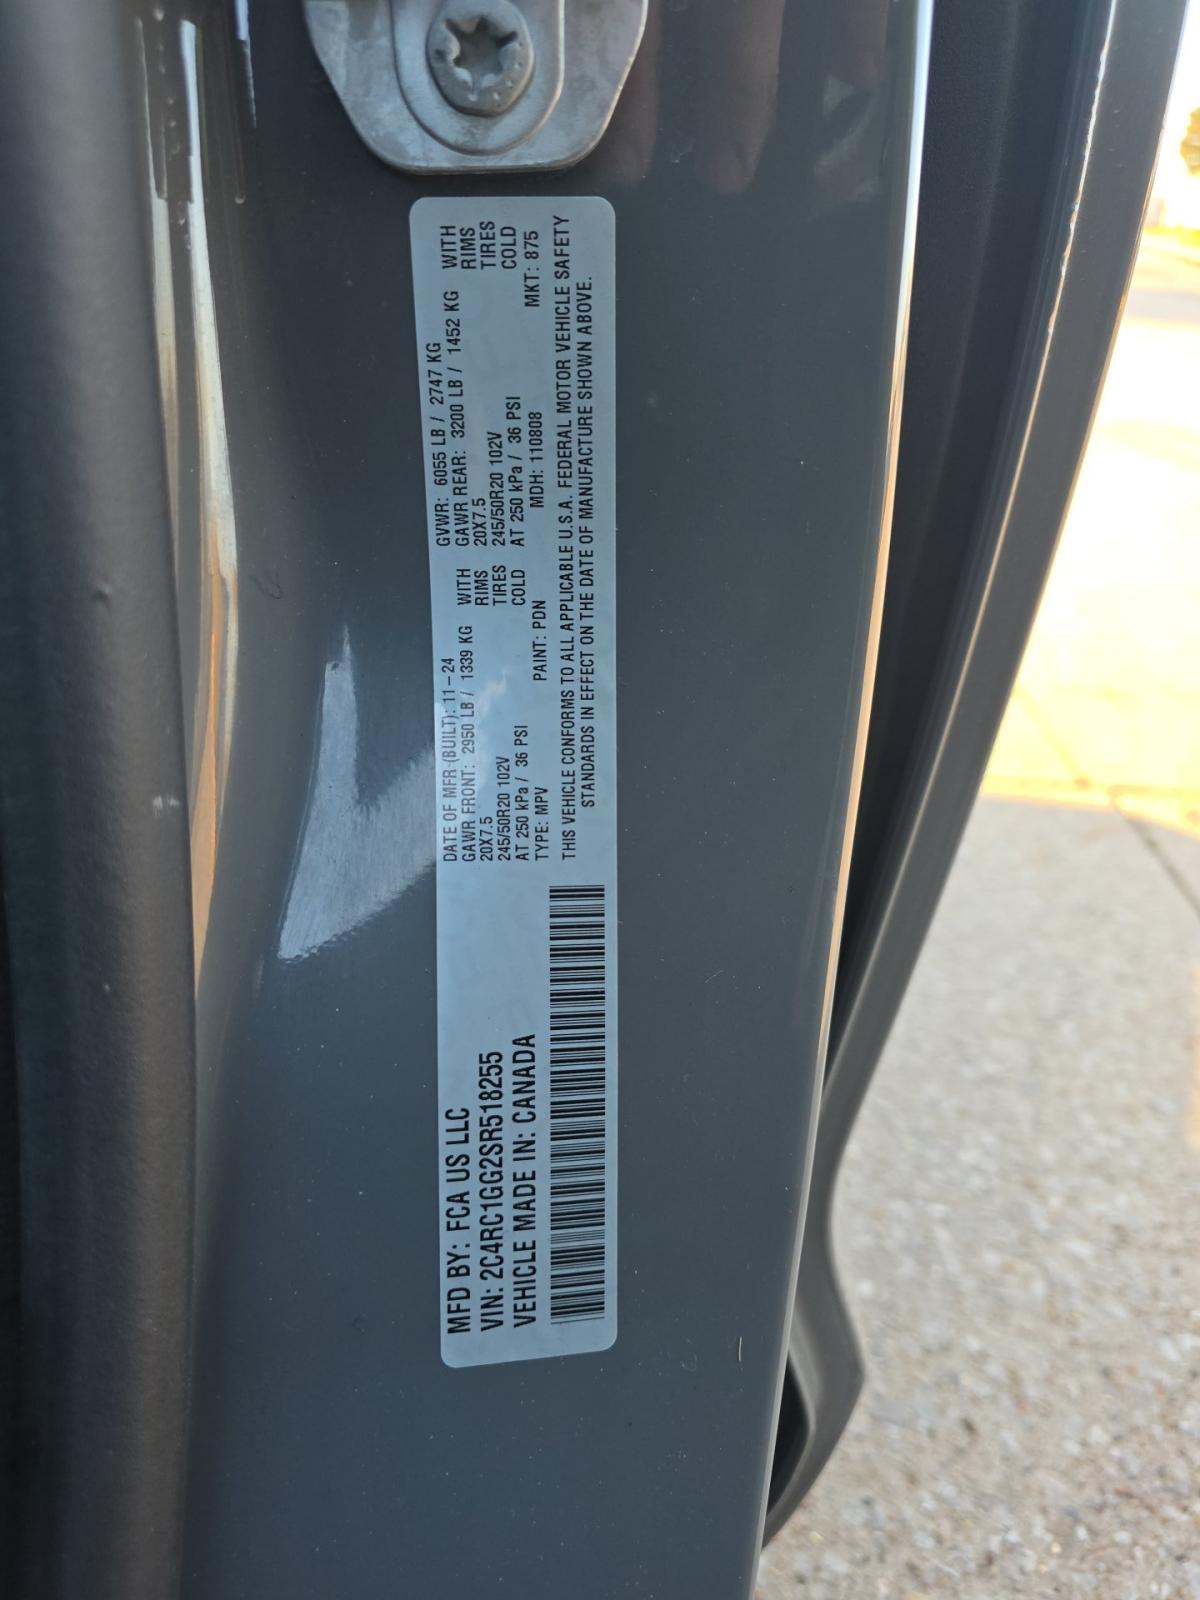 MFD BY: FCA US LLC
VIN: 2C4RC1GG2SR518255
VEHICLE MADE IN: CANADA
DATE OF MFR (BUILT): 11-24
GAWR FRONT: 2950 LB / 1339 KG WITH
20X7.5 RIMS
245/50R20 102V TIRES
AT 250 kPa / 36 PSI COLD
TYPE: MPV PAINT: PDN
GVWR: 6055 LB / 2747 KG
GAWR REAR: 3200 LB / 1452 KG WITH
20X7.5 RIMS
245/50R20 102V TIRES
AT 250 kPa / 36 PSI COLD
MDH: 110808 MKT: 875
THIS VEHICLE CONFORMS TO ALL APPLICABLE U.S.A. FEDERAL MOTOR VEHICLE SAFETY
STANDARDS IN EFFECT ON THE DATE OF MANUFACTURE SHOWN ABOVE.